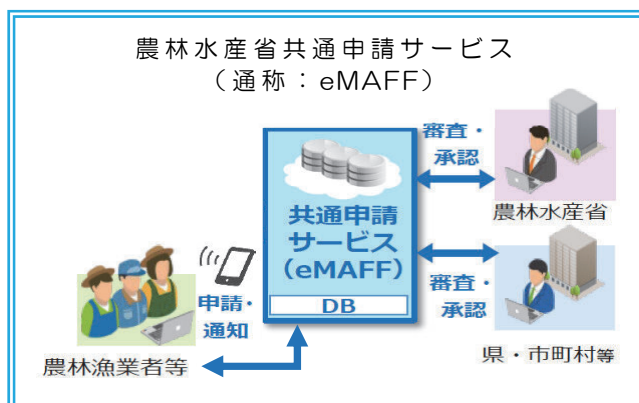 農林水産省共通申請サービス
（通称：eMAFF）
審査・
承認
農林水産省
共通申請
サービス
(eMAFF)
DB
申請・
通知
審査・
承認
農林漁業者等
県・市町村等